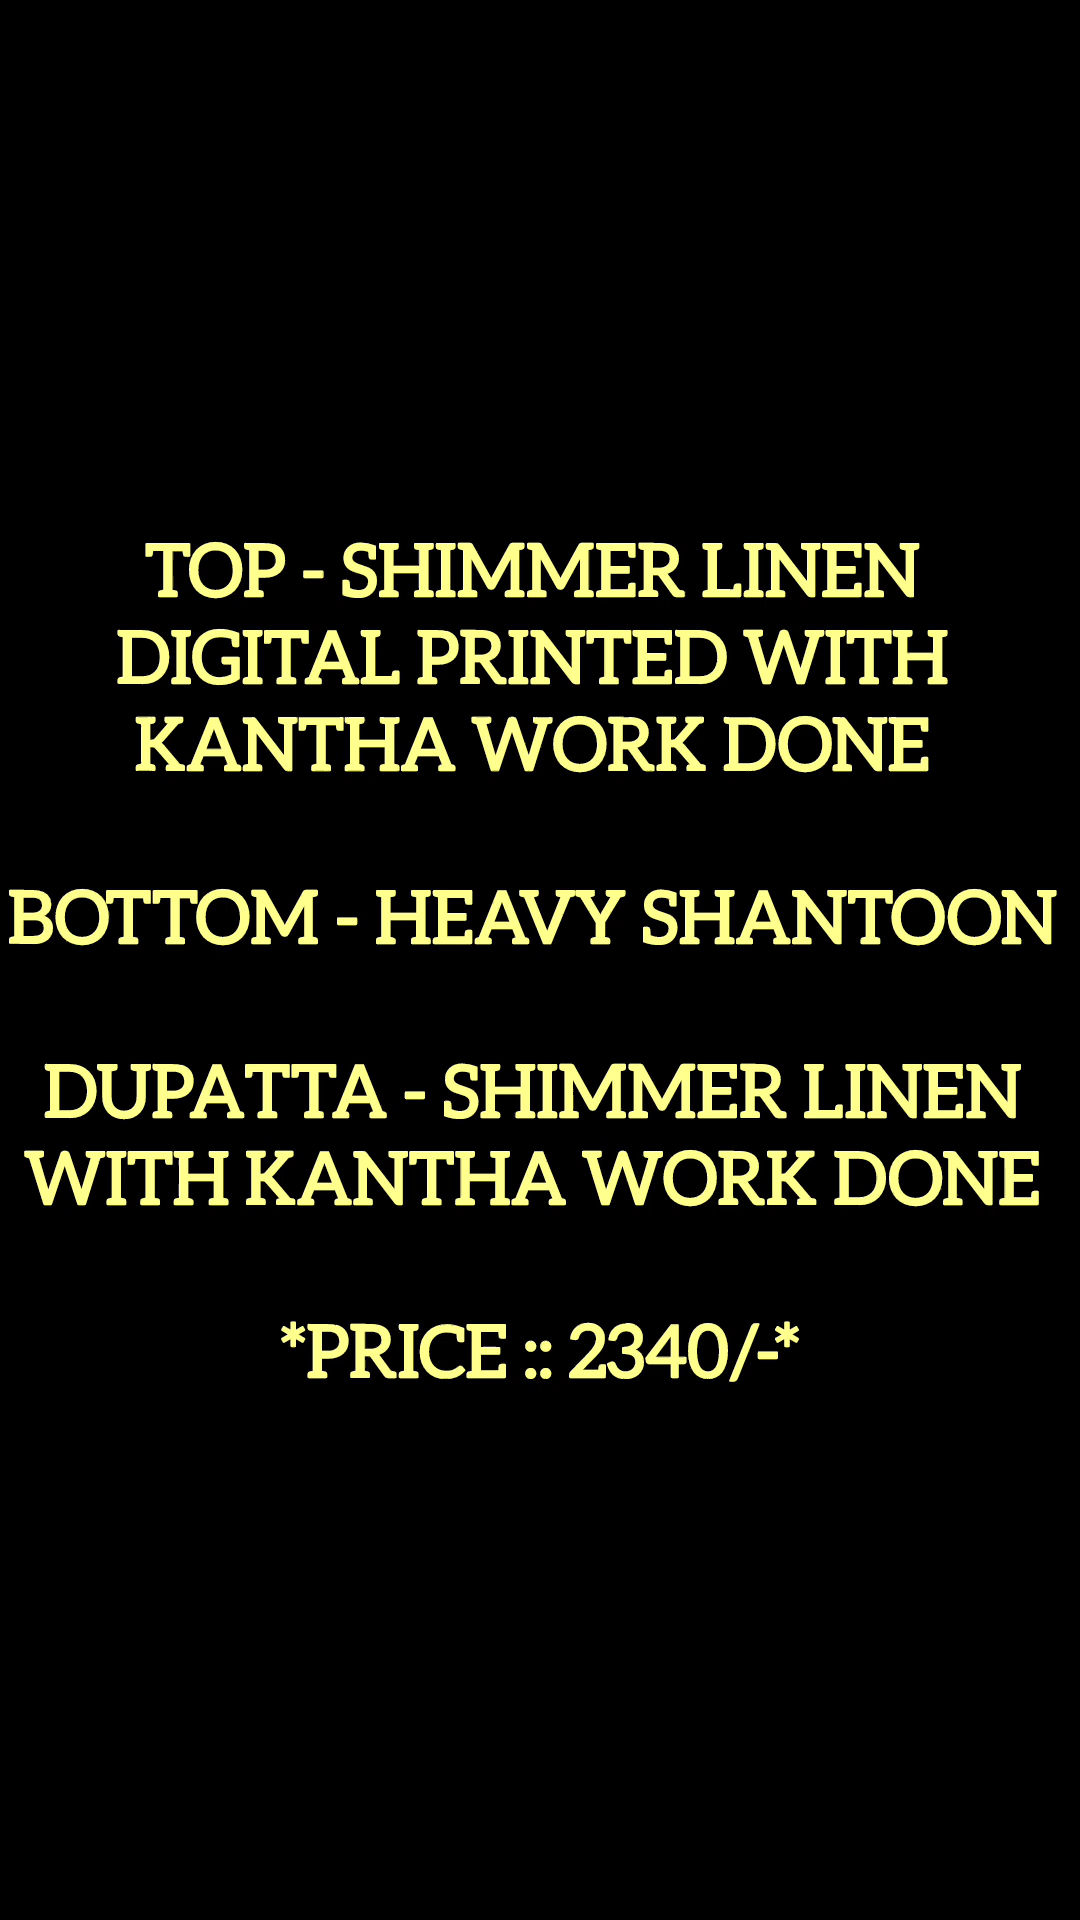 TOP - SHIMMER LINEN
DIGITAL PRINTED WITH
KANTHA WORK DONE
BOTTOM - HEAVY SHANTOON
DUPATTA - SHIMMER LINEN
WITH KANTHA WORK DONE
*PRICE :: 2340/-*